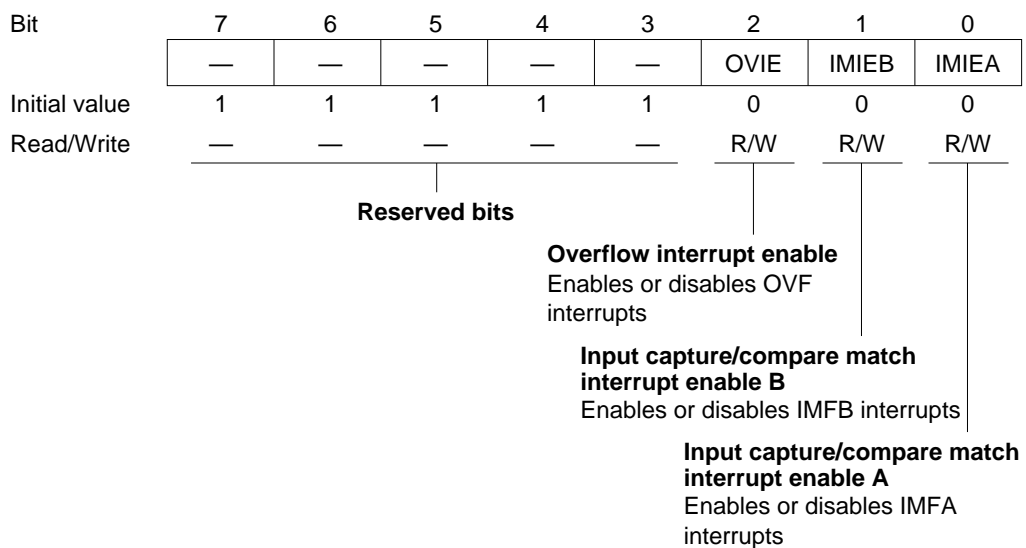 Bit 7 6 5 4 3 2 1 0
— — — — — OVIE IMIEB IMIEA
Initial value 1 1 1 1 1 0 0 0
Read/Write — — — — — R/W R/W R/W
Reserved bits
Overflow interrupt enable
Enables or disables OVF
interrupts
Input capture/compare match
interrupt enable B
Enables or disables IMFB interrupts
Input capture/compare match
interrupt enable A
Enables or disables IMFA
interrupts